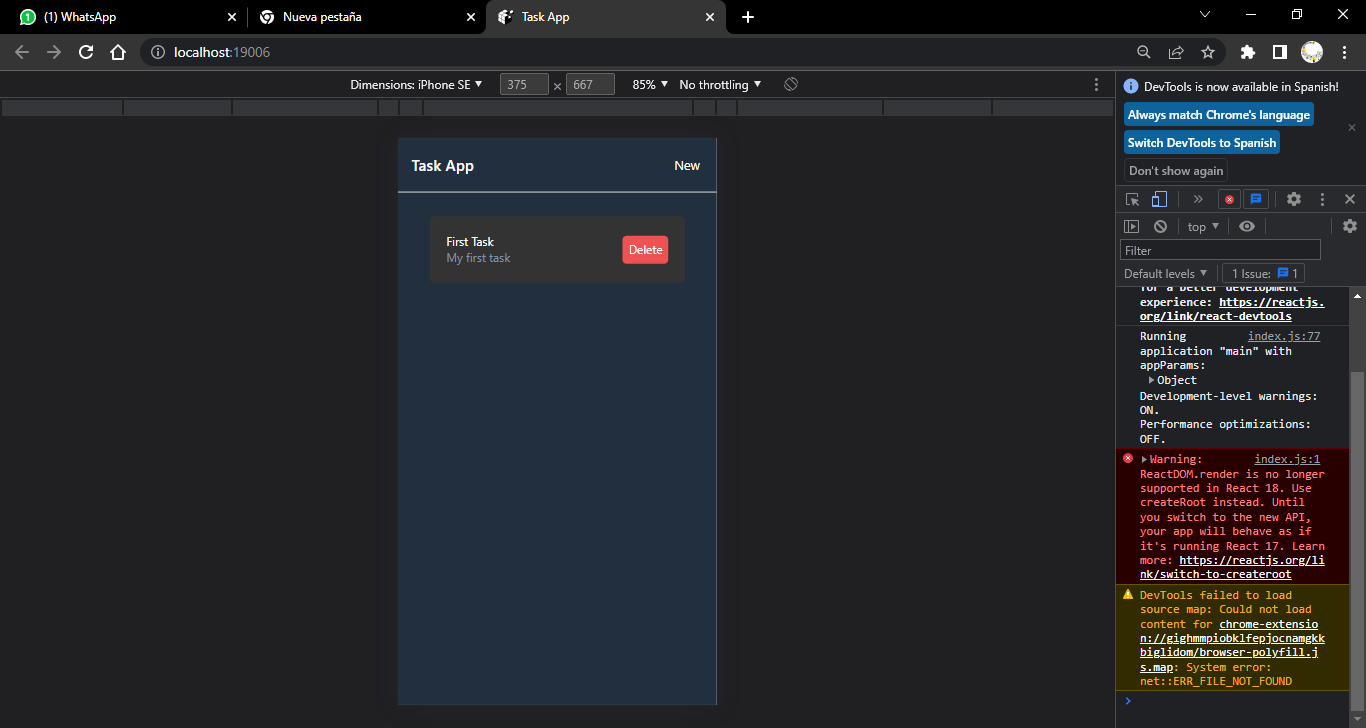 (1) WhatsApp
Nueva pestaña
Task App
localhost:19006
Dimensions: iPhone SE
375
×
667
85%
No throttling
DevTools is now available in Spanish!
Always match Chrome's language
Switch DevTools to Spanish
Don't show again
top
Filter
Default levels
1 Issue:
1
Task App
New
First Task
My first task
Delete
for a better development
experience: https://reactjs.
org/link/react-devtools
Running index.js:77
application "main" with
appParams:
Object
Development-level warnings:
ON.
Performance optimizations:
OFF.
Warning: index.js:1
ReactDOM.render is no longer
supported in React 18. Use
createRoot instead. Until
you switch to the new API,
your app will behave as if
it's running React 17. Learn
more: https://reactjs.org/li
nk/switch-to-createroot
DevTools failed to load
source map: Could not load
content for chrome-extensio
n://gighmmpiobklfepjocnamgkk
biglidom/browser-polyfill.j
s.map: System error:
net::ERR_FILE_NOT_FOUND